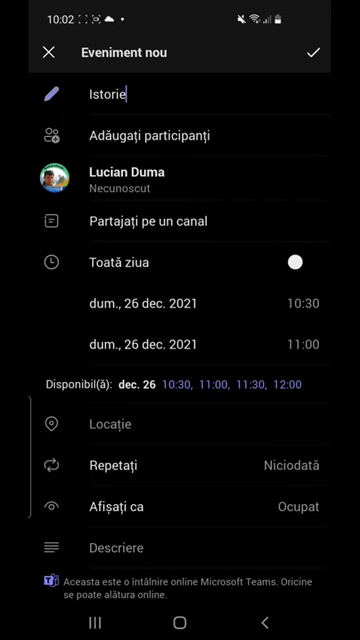 10:02
Eveniment nou
Istorie
Adăugați participanți
Lucian Duma
Necunoscut
Partajați pe un canal
Toată ziua
dum., 26 dec. 2021 10:30
dum., 26 dec. 2021 11:00
Disponibil(ă): dec. 26 10:30, 11:00, 11:30, 12:00
Locație
Repetați Niciodată
Afișați ca Ocupat
Descriere
Aceasta este o întâlnire online Microsoft Teams. Oricine
se poate alătura online.